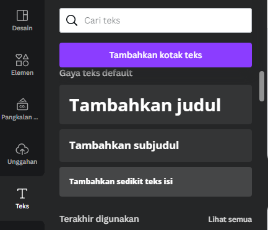 Desain
Elemen
Pangkalan ...
Unggahan
Teks
Cari teks
Tambahkan kotak teks
Gaya teks default
Tambahkan judul
Tambahkan subjudul
Tambahkan sedikit teks isi
Terakhir digunakan
Lihat semua